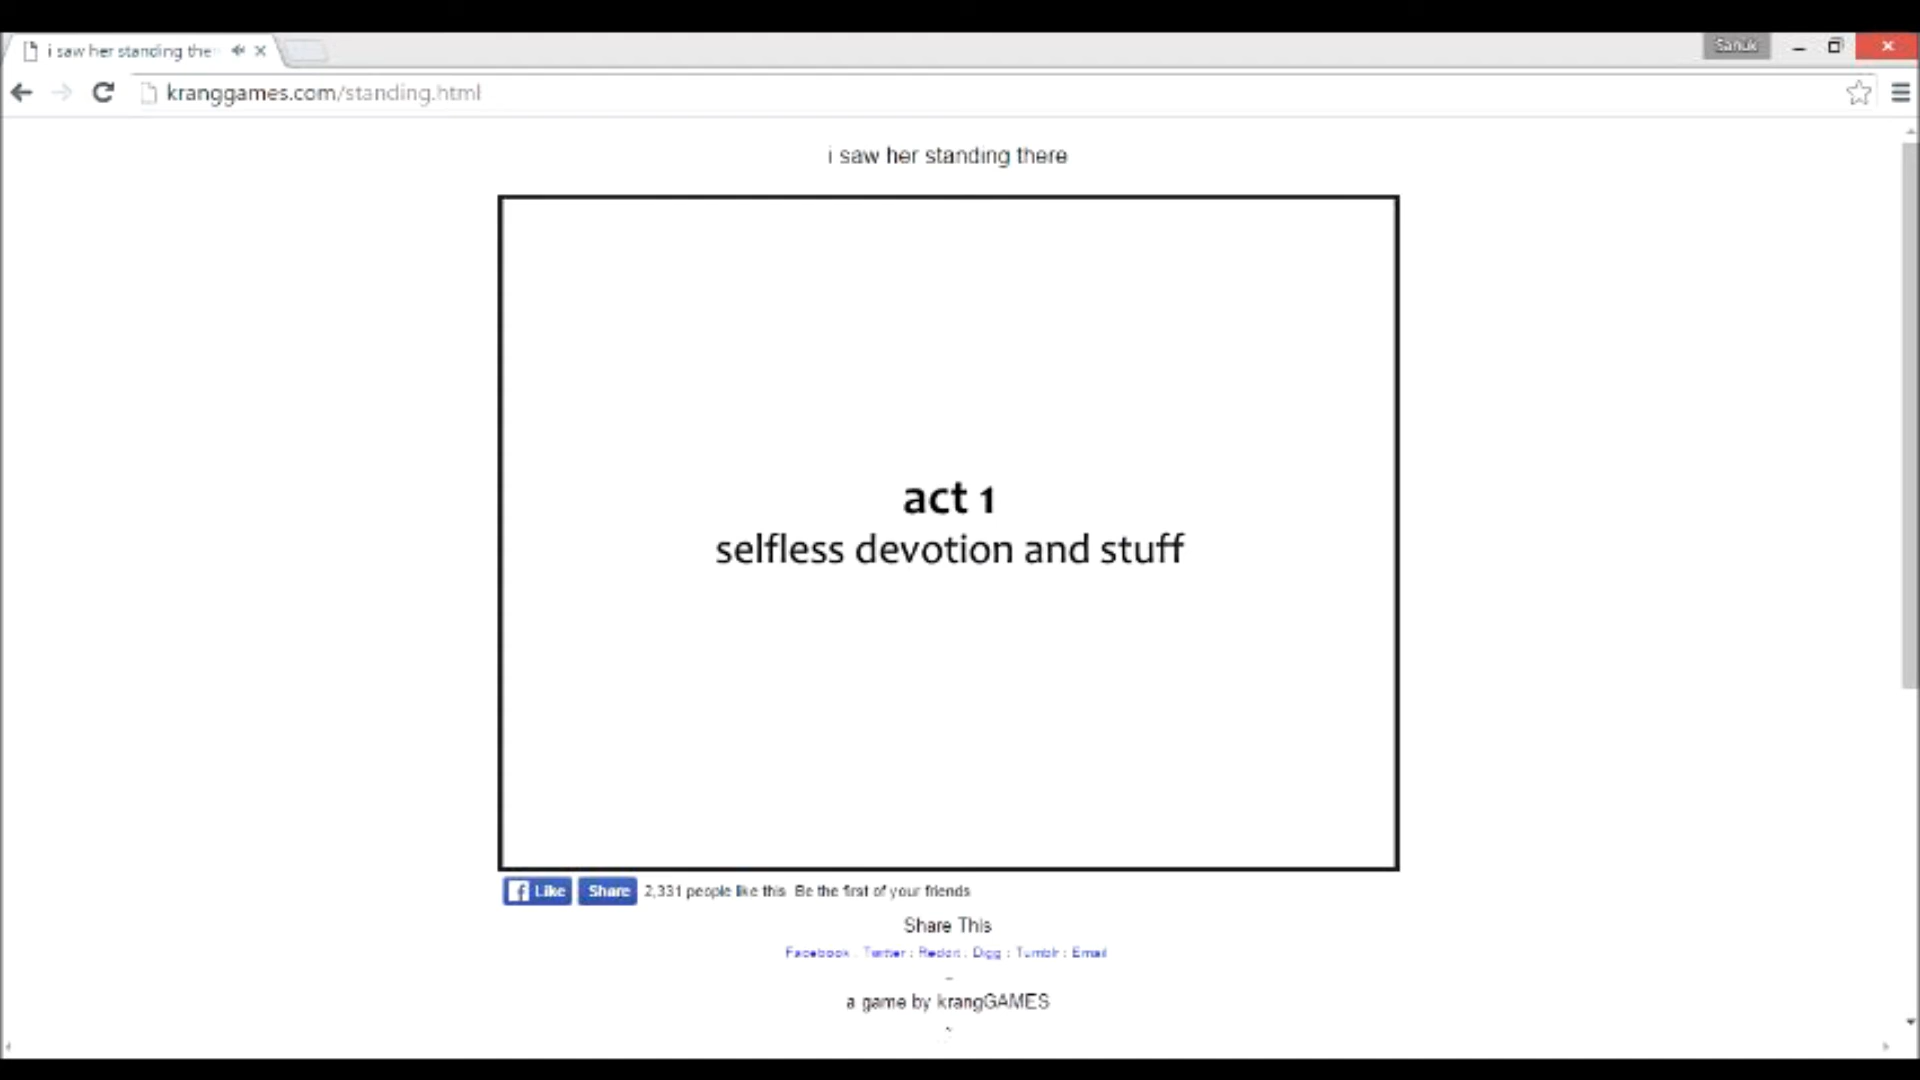 i saw her standing the
Sanuk
kranggames.com/standing.html
i saw her standing there
act 1
selfless devotion and stuff
Like Share 2,331 people like this. Be the first of your friends.
Share This
Facebook : Twitter : Reddit : Digg : Tumblr : Email
~
a game by krangGAMES
~